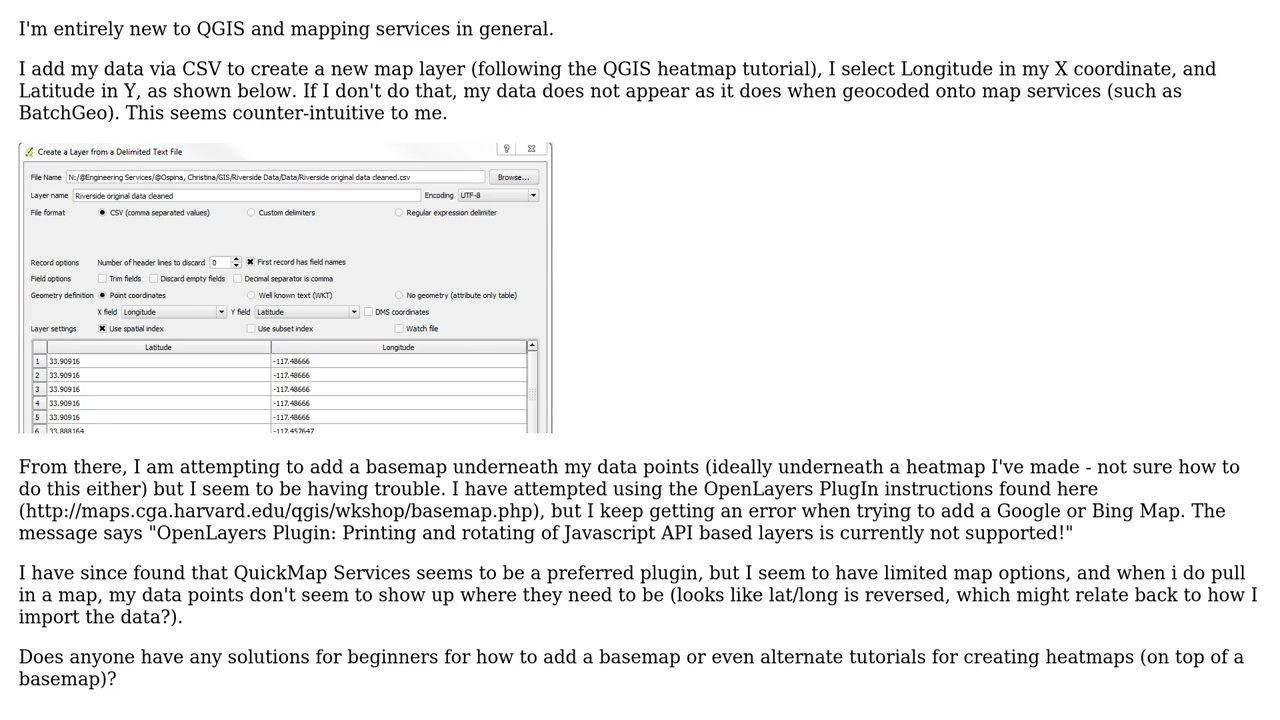 I'm entirely new to QGIS and mapping services in general.
I add my data via CSV to create a new map layer (following the QGIS heatmap tutorial), I select Longitude in my X coordinate, and
Latitude in Y, as shown below. If I don't do that, my data does not appear as it does when geocoded onto map services (such as
BatchGeo). This seems counter-intuitive to me.
Create a Layer from a Delimited Text File
File Name N:/@Engineering Services/@Ospina, Christina/GIS/Riverside Data/Data/Riverside original data cleaned.csv Browse...
Layer name Riverside original data cleaned Encoding UTF-8
File format CSV (comma separated values) Custom delimiters Regular expression delimiter
Record options Number of header lines to discard 0 First record has field names
Field options Trim fields Discard empty fields Decimal separator is comma
Geometry definition Point coordinates Well known text (WKT) No geometry (attribute only table)
X field Longitude Y field Latitude DMS coordinates
Layer settings Use spatial index Use subset index Watch file
Latitude Longitude
1 33.90916 -117.48666
2 33.90916 -117.48666
3 33.90916 -117.48666
4 33.90916 -117.48666
5 33.90916 -117.48666
6 33.888164 -117.457647
From there, I am attempting to add a basemap underneath my data points (ideally underneath a heatmap I've made - not sure how to
do this either) but I seem to be having trouble. I have attempted using the OpenLayers PlugIn instructions found here
(http://maps.cga.harvard.edu/qgis/wkshop/basemap.php), but I keep getting an error when trying to add a Google or Bing Map. The
message says "OpenLayers Plugin: Printing and rotating of Javascript API based layers is currently not supported!"
I have since found that QuickMap Services seems to be a preferred plugin, but I seem to have limited map options, and when i do pull
in a map, my data points don't seem to show up where they need to be (looks like lat/long is reversed, which might relate back to how I
import the data?).
Does anyone have any solutions for beginners for how to add a basemap or even alternate tutorials for creating heatmaps (on top of a
basemap)?